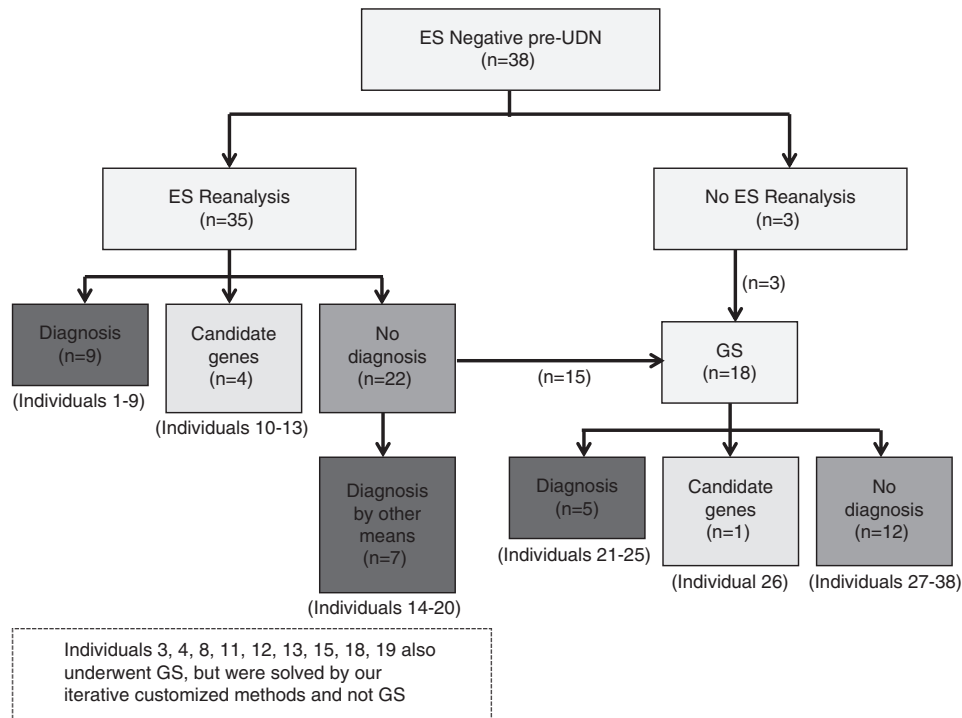 ES Negative pre-UDN
(n=38)
ES Reanalysis
(n=35)
No ES Reanalysis
(n=3)
(n=3)
Diagnosis
(n=9)
(Individuals 1-9)
Candidate
genes
(n=4)
(Individuals 10-13)
No
diagnosis
(n=22)
(n=15)
GS
(n=18)
Diagnosis
by other
means
(n=7)
(Individuals 14-20)
Diagnosis
(n=5)
(Individuals 21-25)
Candidate
genes
(n=1)
(Individual 26)
No
diagnosis
(n=12)
(Individuals 27-38)
Individuals 3, 4, 8, 11, 12, 13, 15, 18, 19 also
underwent GS, but were solved by our
iterative customized methods and not GS